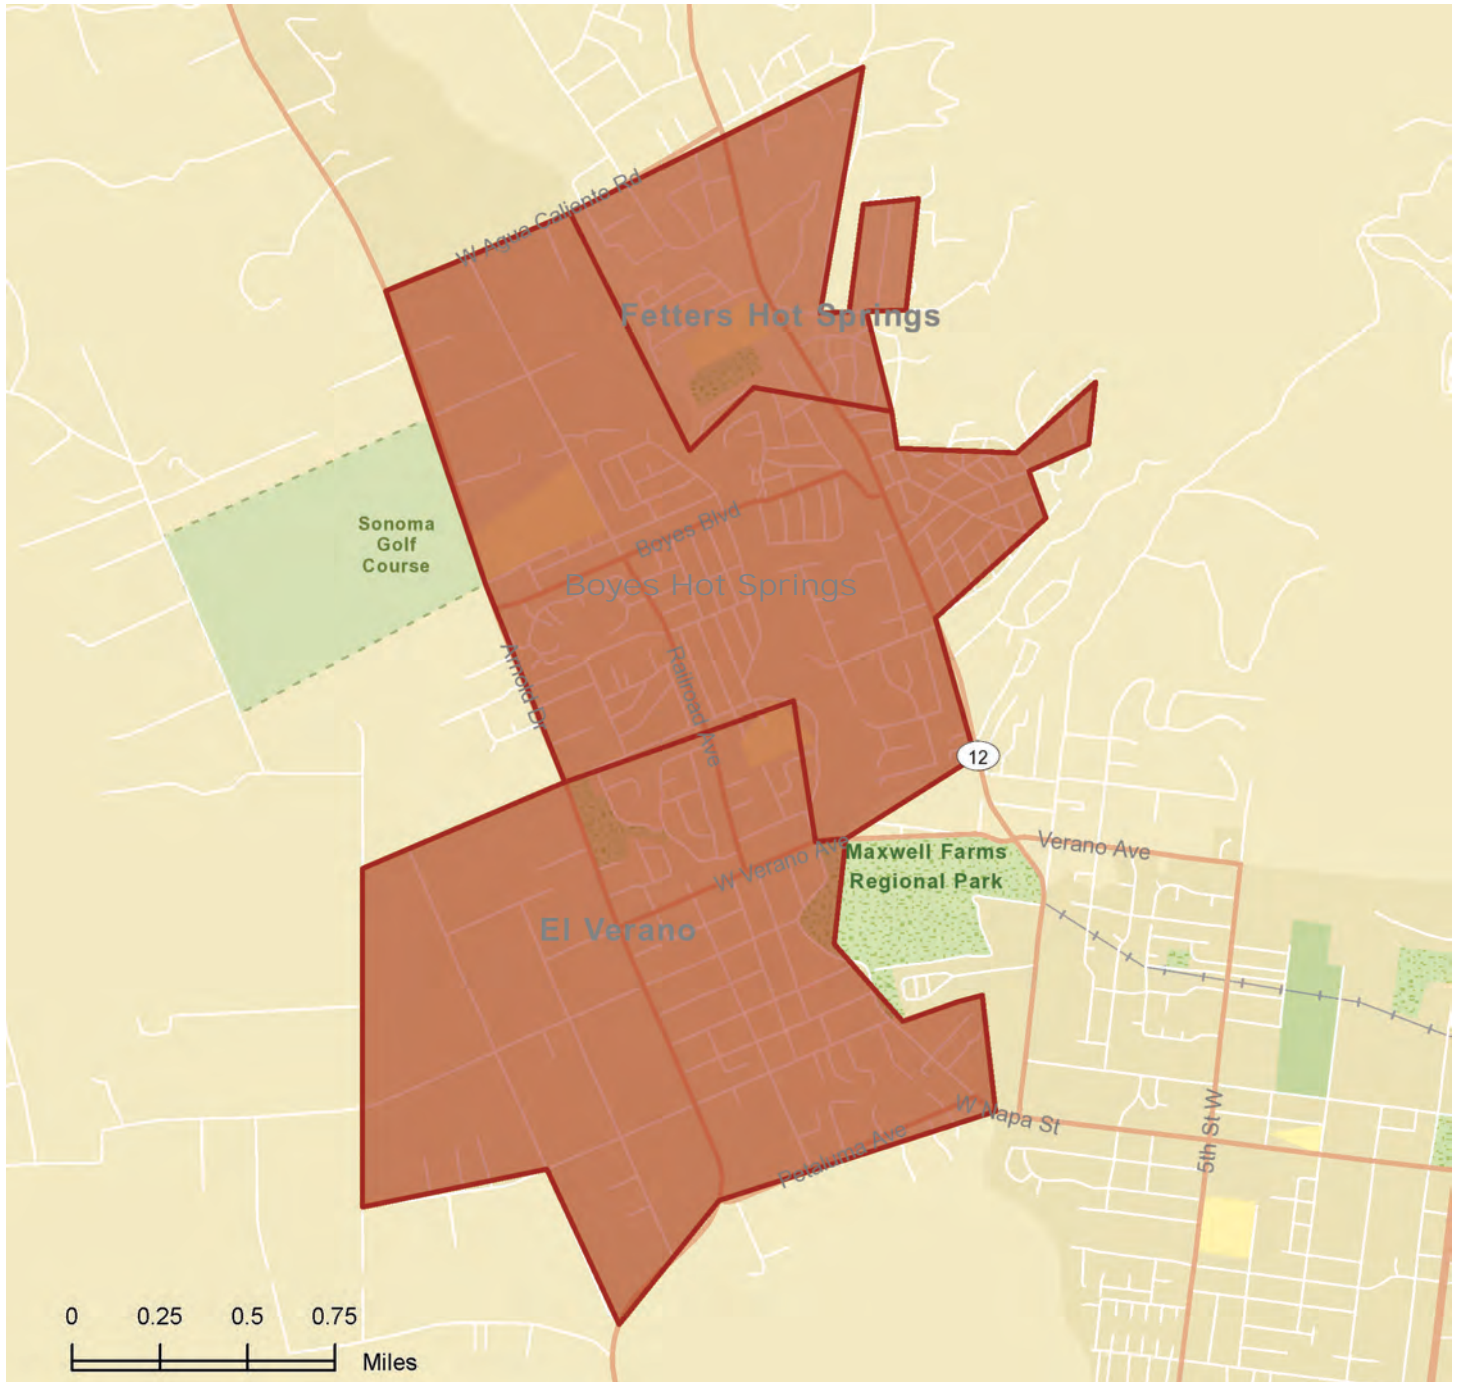 W Agua Caliente Rd
Fetters Hot Springs
Sonoma
Golf
Course
Boyes Blvd
Boyes Hot Springs
Arnold Dr
Railroad Ave
12
Verano Ave
W Verano Ave
Maxwell Farms
Regional Park
El Verano
W Napa St
5th St W
Petaluma Ave
0 0.25 0.5 0.75
Miles